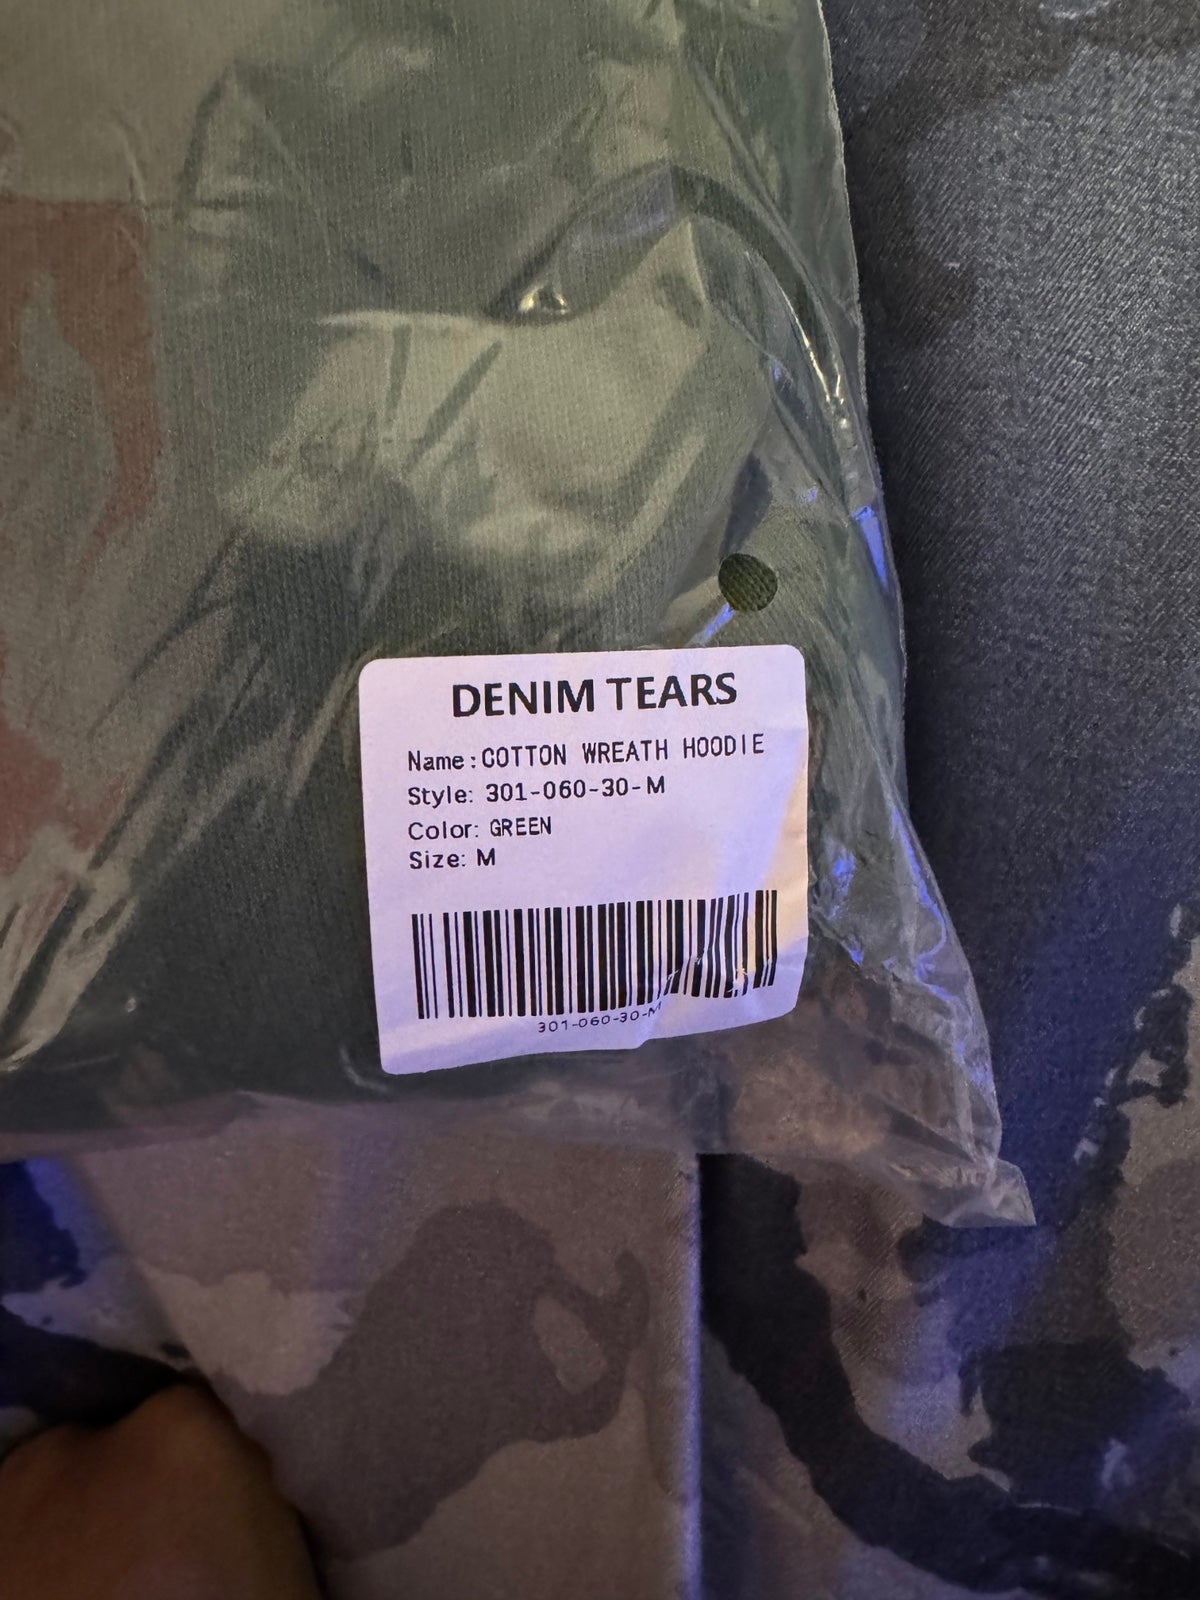 DENIM TEARS
Name:COTTON WREATH HOODIE
Style: 301-060-30-M
Color: GREEN
Size: M
301-060-30-M